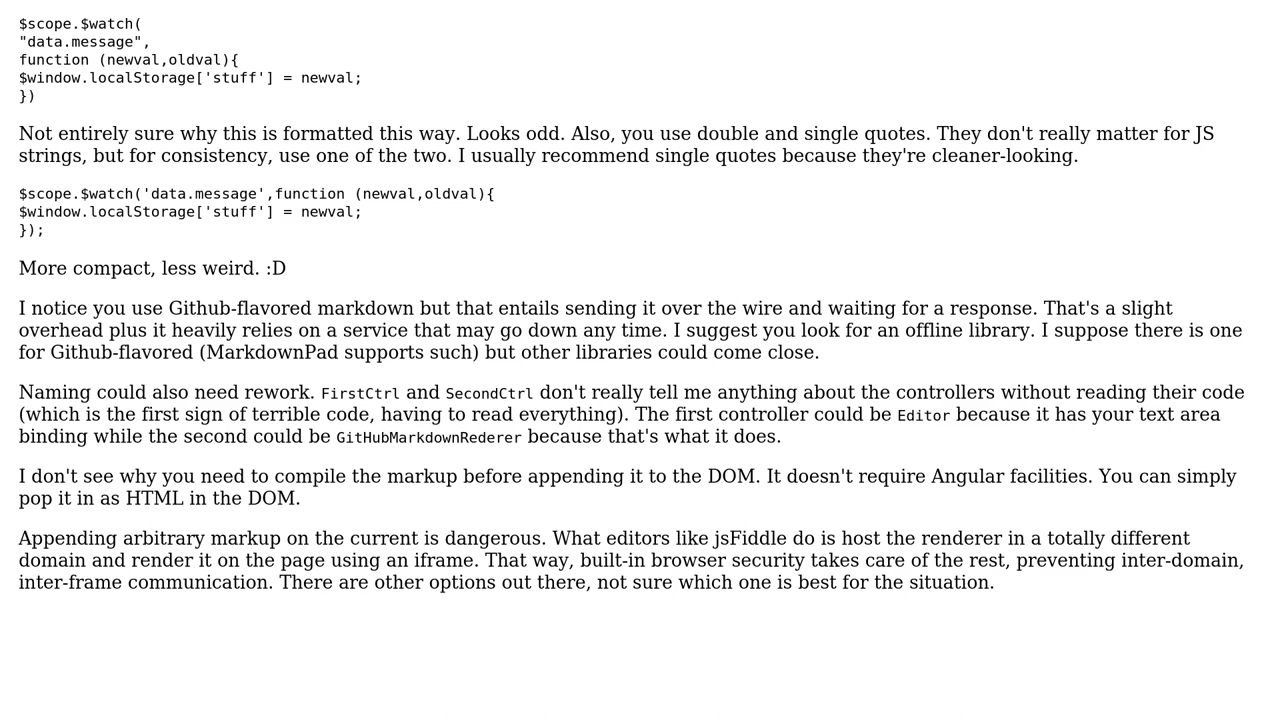 $scope.$watch(
"data.message",
function (newval,oldval){
$window.localStorage['stuff'] = newval;
})
Not entirely sure why this is formatted this way. Looks odd. Also, you use double and single quotes. They don't really matter for JS
strings, but for consistency, use one of the two. I usually recommend single quotes because they're cleaner-looking.
$scope.$watch('data.message',function (newval,oldval){
$window.localStorage['stuff'] = newval;
});
More compact, less weird. :D
I notice you use Github-flavored markdown but that entails sending it over the wire and waiting for a response. That's a slight
overhead plus it heavily relies on a service that may go down any time. I suggest you look for an offline library. I suppose there is one
for Github-flavored (MarkdownPad supports such) but other libraries could come close.
Naming could also need rework. FirstCtrl and SecondCtrl don't really tell me anything about the controllers without reading their code
(which is the first sign of terrible code, having to read everything). The first controller could be Editor because it has your text area
binding while the second could be GitHubMarkdownRederer because that's what it does.
I don't see why you need to compile the markup before appending it to the DOM. It doesn't require Angular facilities. You can simply
pop it in as HTML in the DOM.
Appending arbitrary markup on the current is dangerous. What editors like jsFiddle do is host the renderer in a totally different
domain and render it on the page using an iframe. That way, built-in browser security takes care of the rest, preventing inter-domain,
inter-frame communication. There are other options out there, not sure which one is best for the situation.